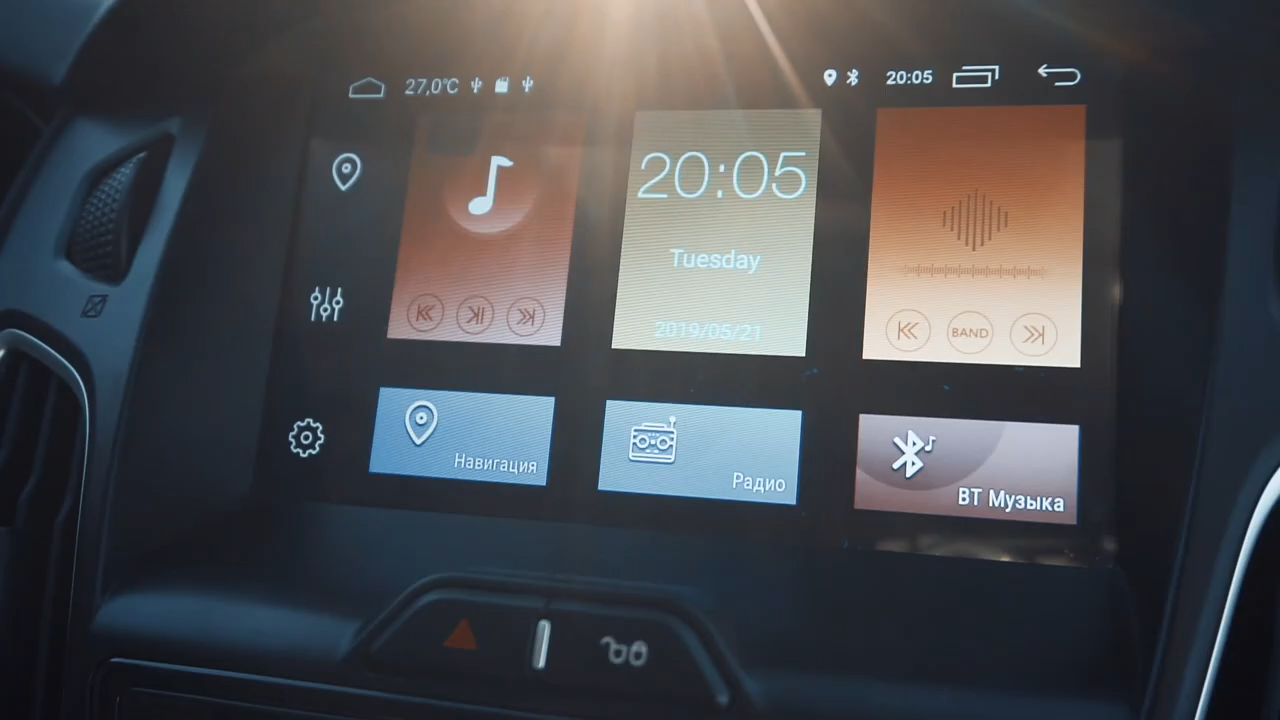 27,0°C
20:05
20:05
Tuesday
2019/05/21
BAND
Навигация
Радио
BT Музыка